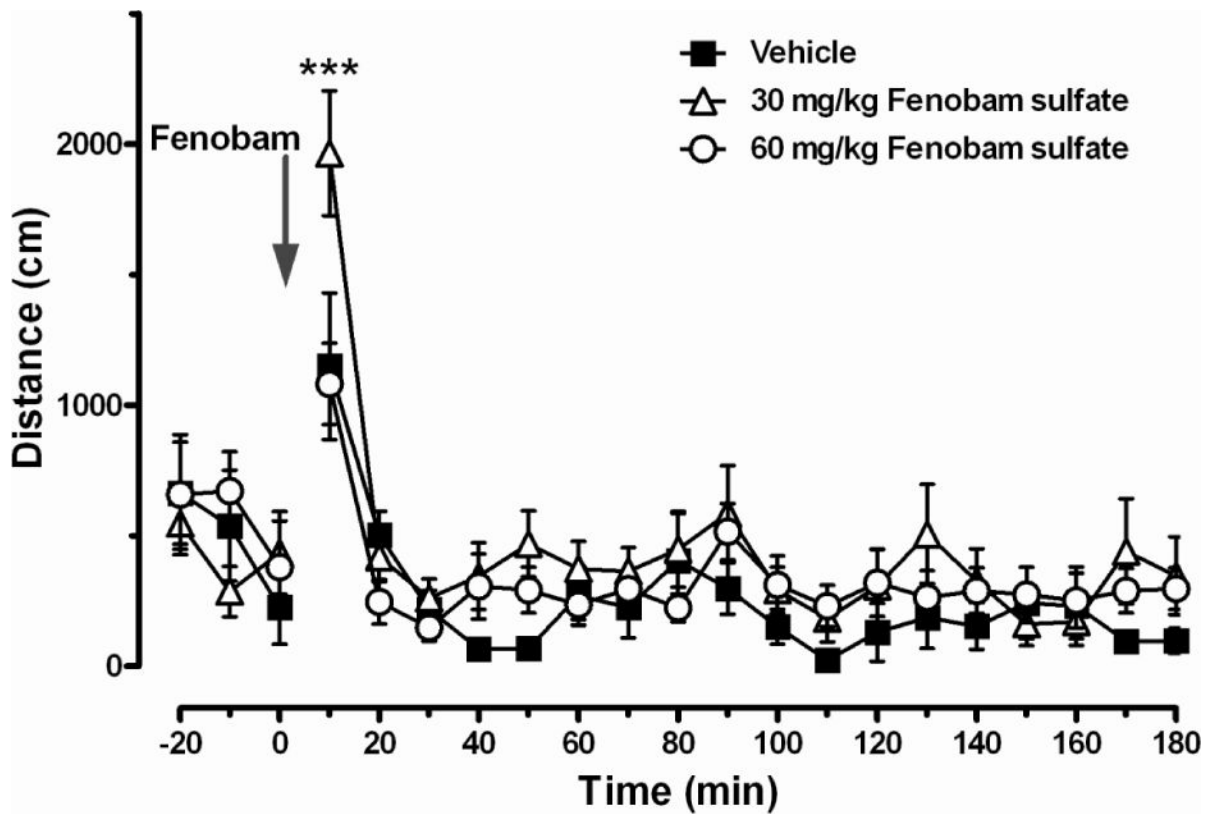 ***
Vehicle
30 mg/kg Fenobam sulfate
60 mg/kg Fenobam sulfate
Fenobam
2000
1000
0
Distance (cm)
-20 0 20 40 60 80 100 120 140 160 180
Time (min)